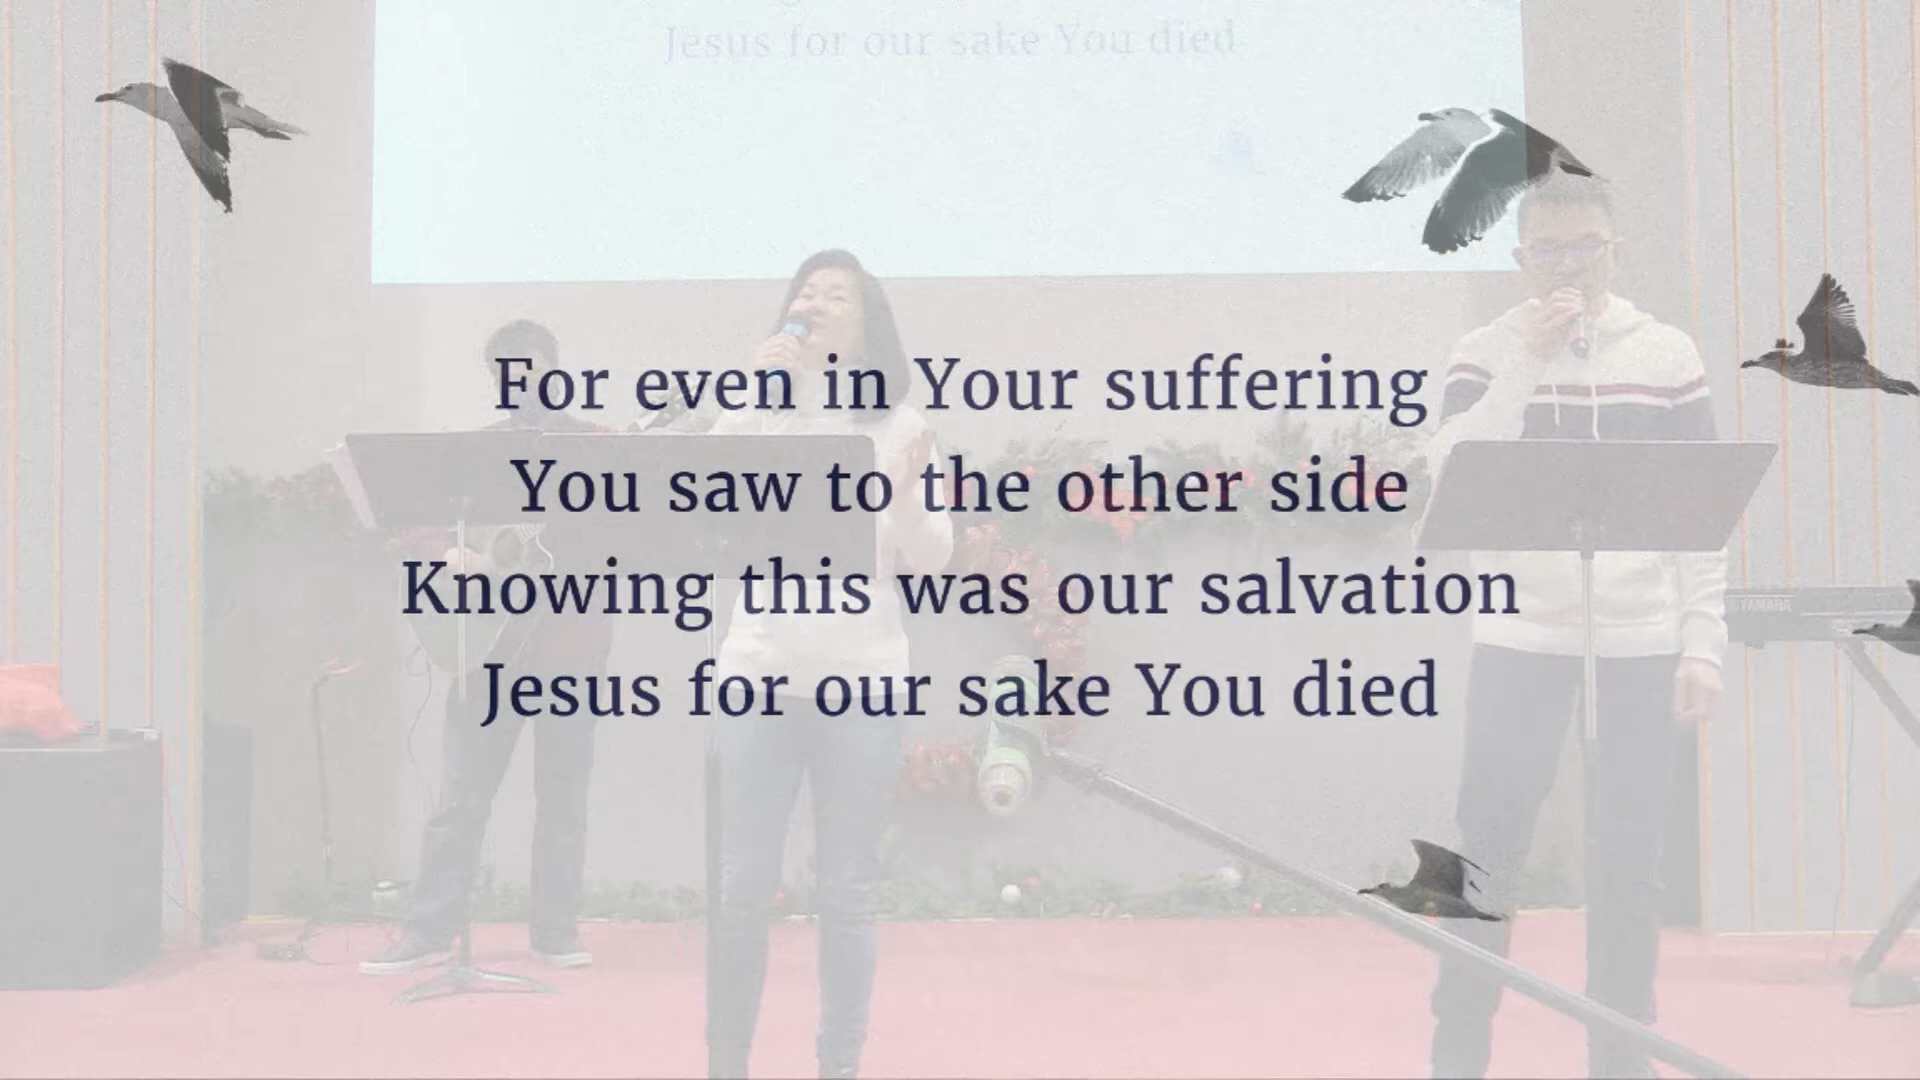 Jesus for our sake You died
For even in Your suffering
You saw to the other side
Knowing this was our salvation
Jesus for our sake You died
YAMAHA